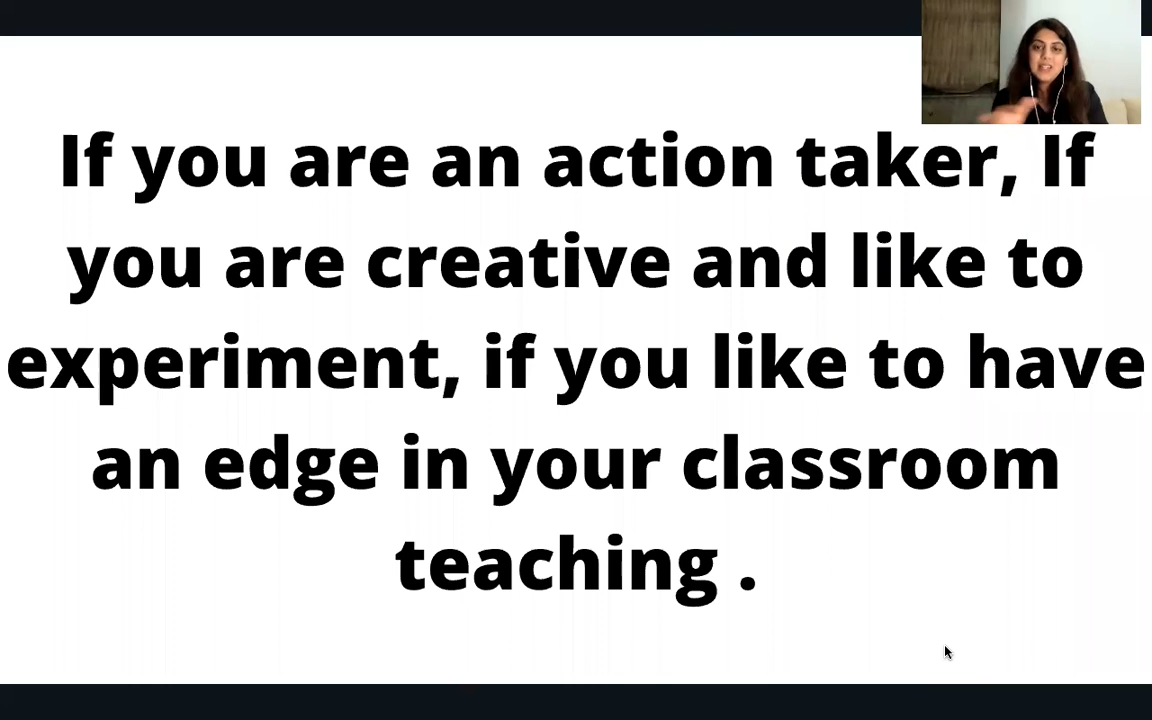 If you are an action taker, If
you are creative and like to
experiment, if you like to have
an edge in your classroom
teaching .